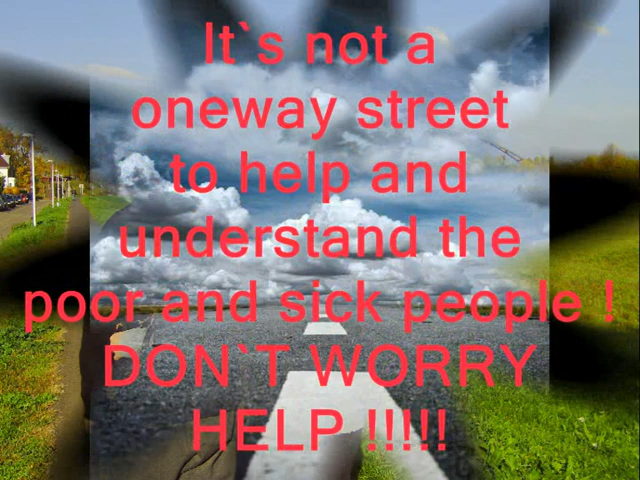 It`s not a
oneway street
to help and
understand the
poor and sick people !
DON`T WORRY
HELP !!!!!